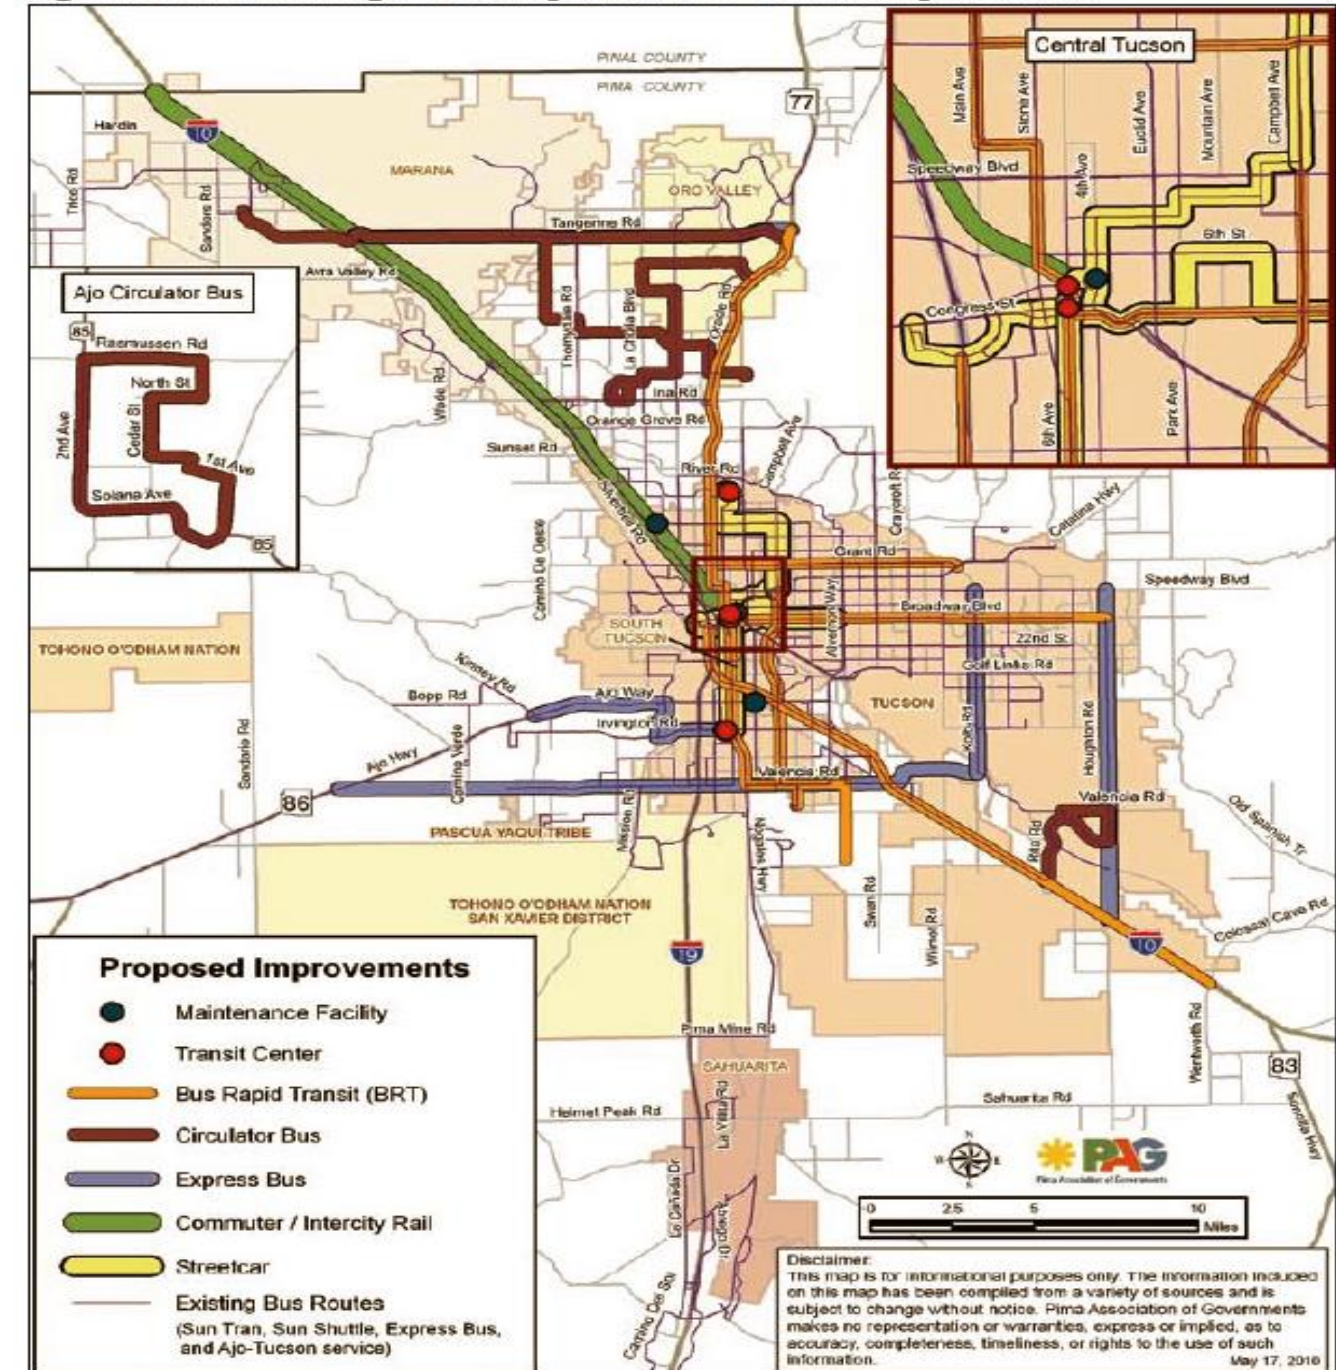 PINAL COUNTY
PIMA COUNTY
77
Hardin
10
MARANA
ORO VALLEY
Sandario Rd
Tangerine Rd
Avra Valley Rd
Thornydale Rd
La Cholla Blvd
Oracle Rd
Wade Rd
Ina Rd
Orange Grove Rd
Sunset Rd
River Rd
Campbell Ave
Silverbell Rd
Craycroft R
Catalina Hwy
Camino De Oeste
Grant Rd
Speedway Blvd
Broadway Blvd
Alvernon Way
22nd St
Golf Links Rd
SOUTH
TUCSON
TOHONO O'ODHAM NATION
Kinney Rd
Bopp Rd
Ajo Way
Irvington Rd
TUCSON
Kolb Rd
Houghton Rd
Sandario Rd
Ajo Hwy
Camino Verde
86
Valencia Rd
Valencia Rd
Old Spanish Tr
Mission Rd
PASCUA YAQUI TRIBE
Nogales Hwy
Rita Rd
TOHONO O'ODHAM NATION
SAN XAVIER DISTRICT
Swan Rd
Wilmot Rd
Colossal Cave Rd
10
19
Pima Mine Rd
Wentworth Rd
SAHUARITA
83
Helmet Peak Rd
La Villita Rd
Sahuarita Rd
Sonoita Hwy
La Canada Dr
Abrego Dr
Camino Del Sol
Central Tucson
Main Ave
Stone Ave
Euclid Ave
Mountain Ave
Campbell Ave
4th Ave
Speedway Blvd
6th St
Congress St
6th Ave
Park Ave
Ajo Circulator Bus
85
Rasmussen Rd
North St
2nd Ave
Cedar St
1st Ave
Solana Ave
85
Proposed Improvements
Maintenance Facility
Transit Center
Bus Rapid Transit (BRT)
Circulator Bus
Express Bus
Commuter / Intercity Rail
Streetcar
Existing Bus Routes
(Sun Tran, Sun Shuttle, Express Bus,
and Ajo-Tucson service)
N
W
E
S
PAG
Pima Association of Governments
0 2.5 5 10
Miles
Disclaimer:
This map is for informational purposes only. The information included
on this map has been compiled from a variety of sources and is
subject to change without notice. Pima Association of Governments
makes no representation or warranties, express or implied, as to
accuracy, completeness, timeliness, or rights to the use of such
information.
May 17, 2016